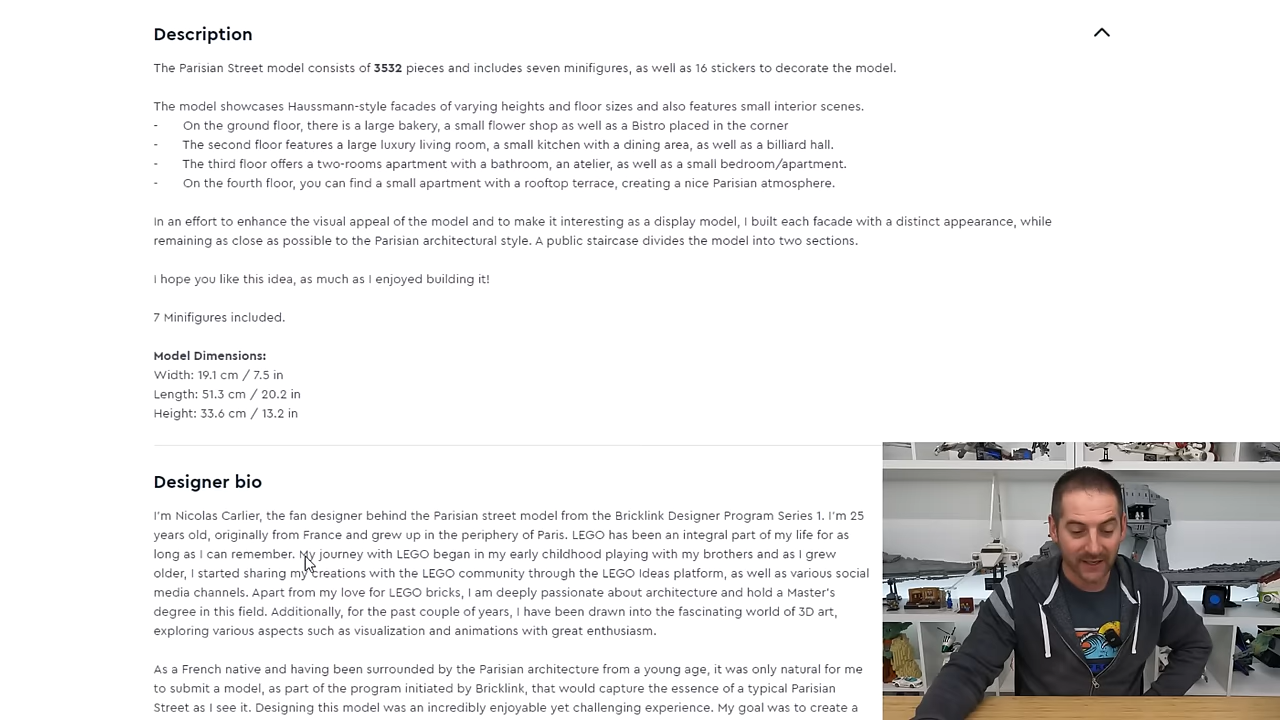 Description
The Parisian Street model consists of 3532 pieces and includes seven minifigures, as well as 16 stickers to decorate the model.
The model showcases Haussmann-style facades of varying heights and floor sizes and also features small interior scenes.
- On the ground floor, there is a large bakery, a small flower shop as well as a Bistro placed in the corner
- The second floor features a large luxury living room, a small kitchen with a dining area, as well as a billiard hall.
- The third floor offers a two-rooms apartment with a bathroom, an atelier, as well as a small bedroom/apartment.
- On the fourth floor, you can find a small apartment with a rooftop terrace, creating a nice Parisian atmosphere.
In an effort to enhance the visual appeal of the model and to make it interesting as a display model, I built each facade with a distinct appearance, while
remaining as close as possible to the Parisian architectural style. A public staircase divides the model into two sections.
I hope you like this idea, as much as I enjoyed building it!
7 Minifigures included.
Model Dimensions:
Width: 19.1 cm / 7.5 in
Length: 51.3 cm / 20.2 in
Height: 33.6 cm / 13.2 in
Designer bio
I'm Nicolas Carlier, the fan designer behind the Parisian street model from the Bricklink Designer Program Series 1. I'm 25
years old, originally from France and grew up in the periphery of Paris. LEGO has been an integral part of my life for as
long as I can remember. My journey with LEGO began in my early childhood playing with my brothers and as I grew
older, I started sharing my creations with the LEGO community through the LEGO Ideas platform, as well as various social
media channels. Apart from my love for LEGO bricks, I am deeply passionate about architecture and hold a Master's
degree in this field. Additionally, for the past couple of years, I have been drawn into the fascinating world of 3D art,
exploring various aspects such as visualization and animations with great enthusiasm.
As a French native and having been surrounded by the Parisian architecture from a young age, it was only natural for me
to submit a model, as part of the program initiated by Bricklink, that would capture the essence of a typical Parisian
Street as I see it. Designing this model was an incredibly enjoyable yet challenging experience. My goal was to create a